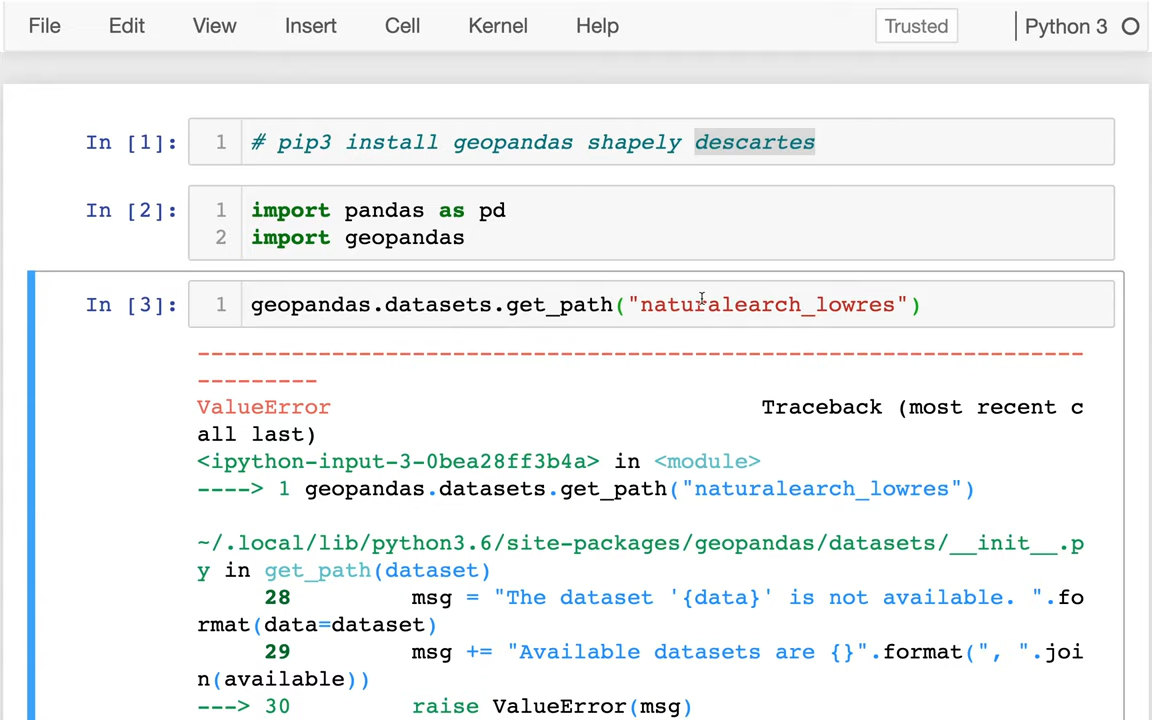 File Edit View Insert Cell Kernel Help Trusted Python 3
In [1]: 1 # pip3 install geopandas shapely descartes
In [2]: 1 import pandas as pd
2 import geopandas
In [3]: 1 geopandas.datasets.get_path("naturalearch_lowres")
---------------------------------------------------------------------------
ValueError Traceback (most recent c
all last)
<ipython-input-3-0bea28ff3b4a> in <module>
----> 1 geopandas.datasets.get_path("naturalearch_lowres")
~/.local/lib/python3.6/site-packages/geopandas/datasets/__init__.p
y in get_path(dataset)
28 msg = "The dataset '{data}' is not available. ".fo
rmat(data=dataset)
29 msg += "Available datasets are {}".format(", ".joi
n(available))
---> 30 raise ValueError(msg)